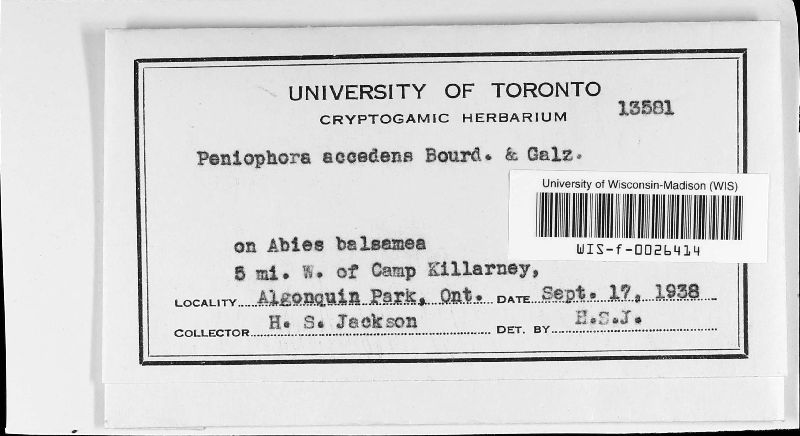 UNIVERSITY OF TORONTO
CRYPTOGAMIC HERBARIUM
13581
Peniophora accedens Bourd. & Galz.
University of Wisconsin-Madison (WIS)
WIS-f-0026414
on Abies balsamea
5 mi. W. of Camp Killarney,
LOCALITY Algonquin Park, Ont. DATE Sept. 17, 1938
COLLECTOR H. S. Jackson DET. BY H.S.J.